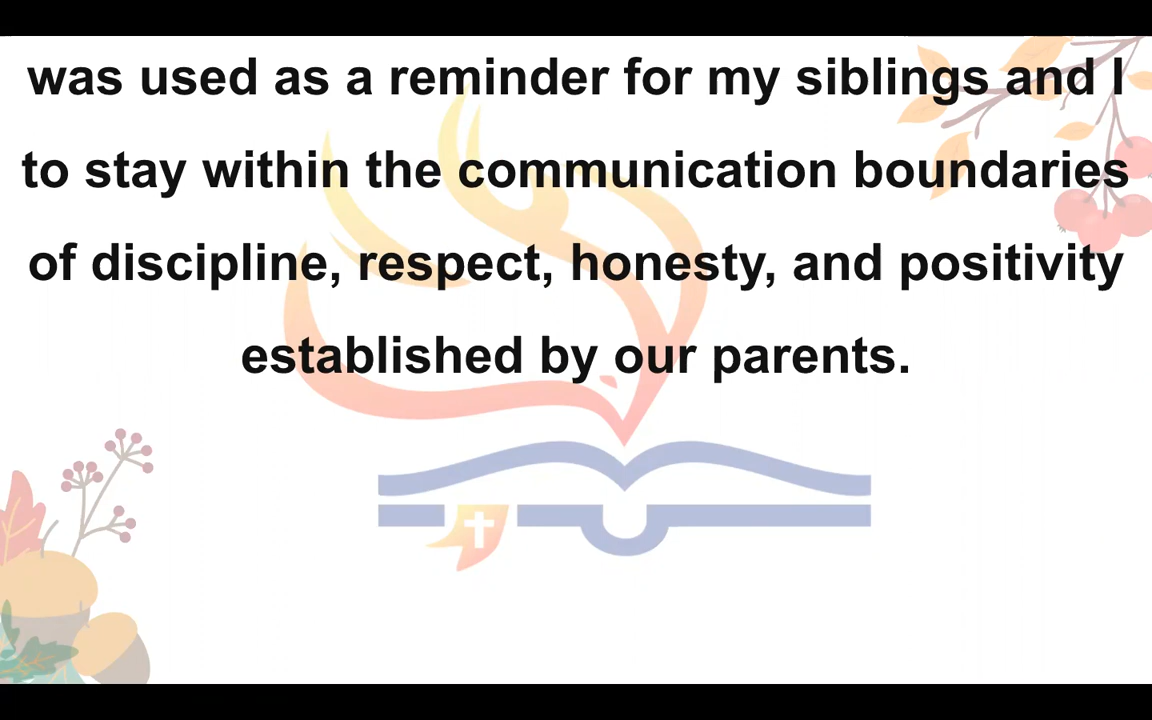 was used as a reminder for my siblings and I
to stay within the communication boundaries
of discipline, respect, honesty, and positivity
established by our parents.